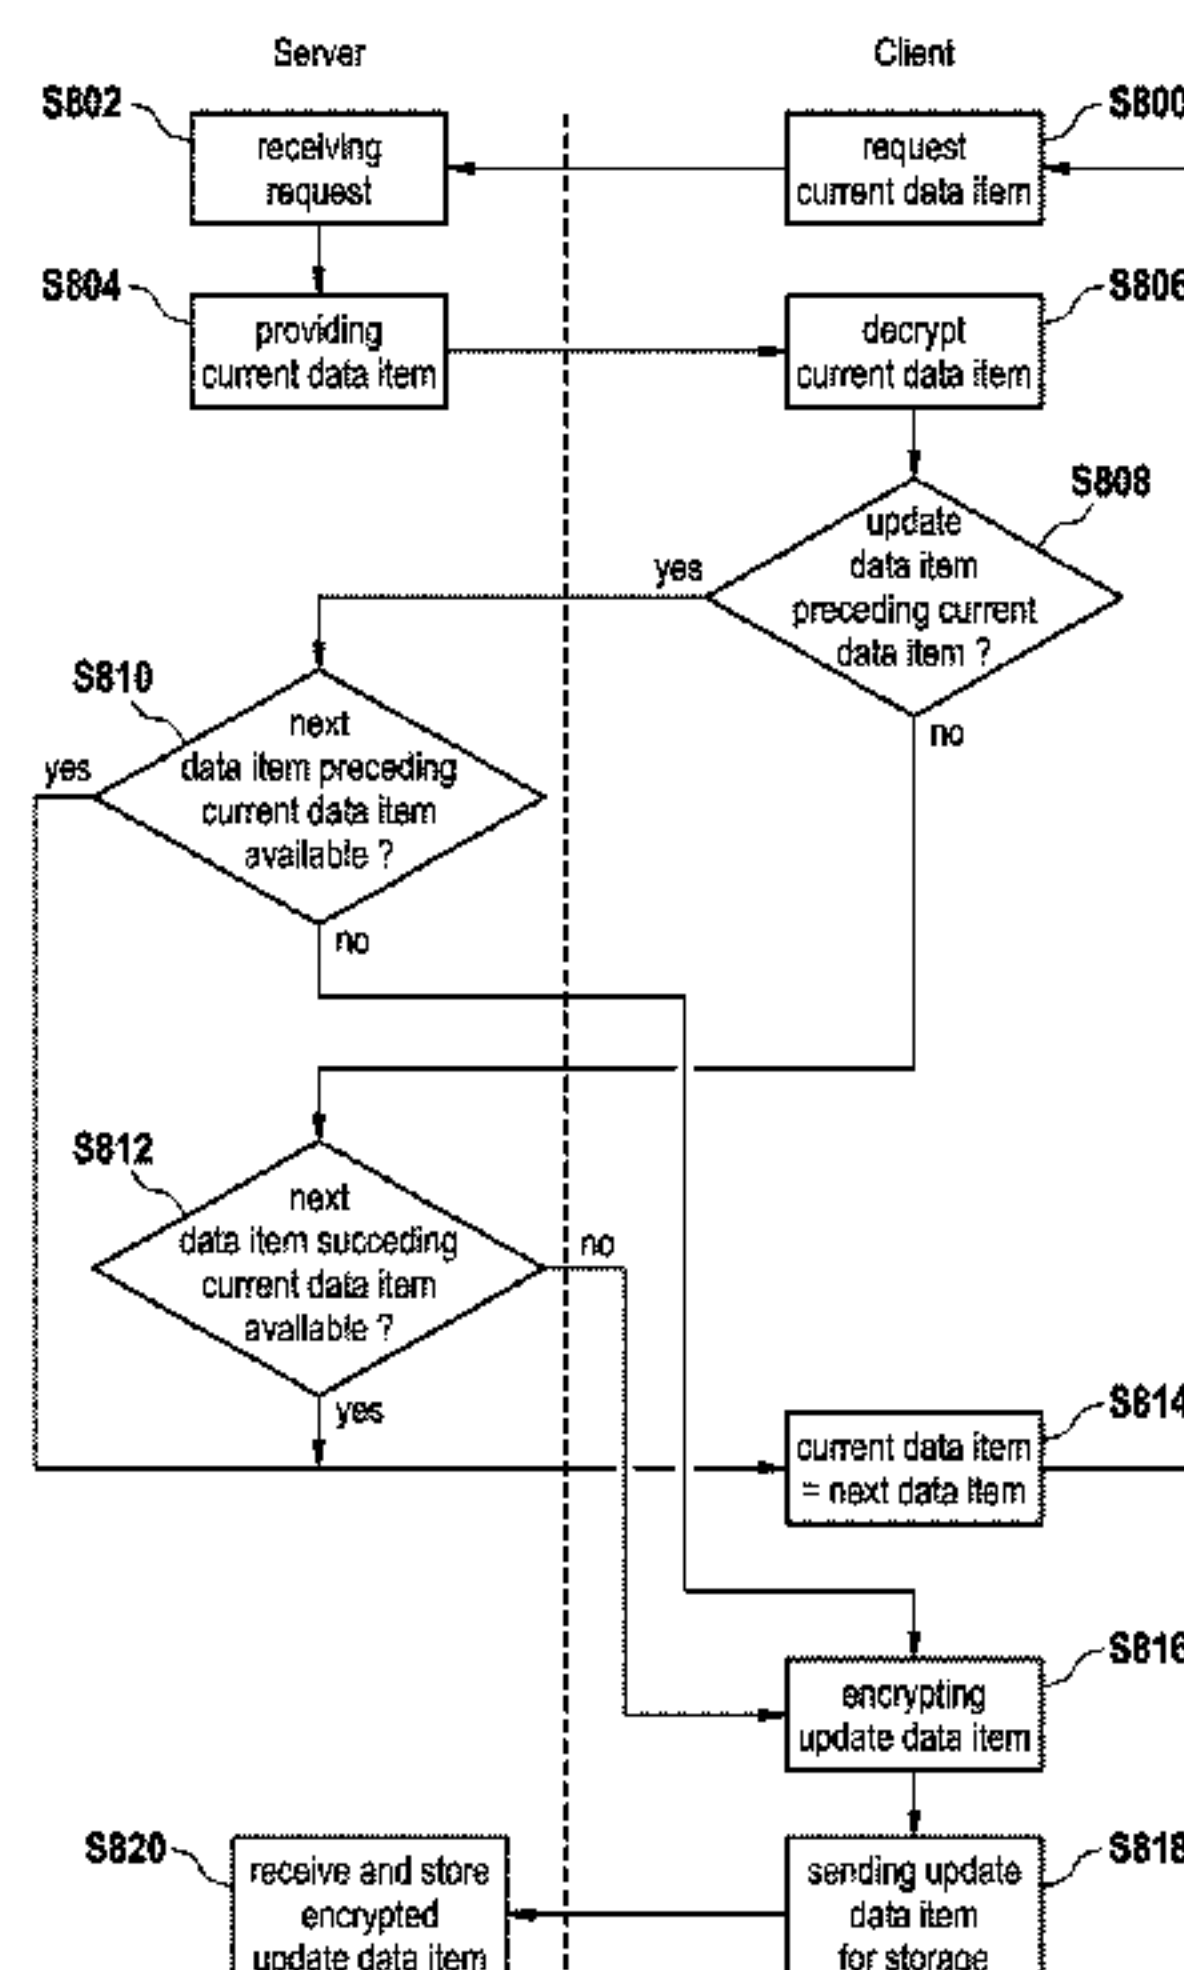 Server
Client
S802
receiving
request
S800
request
current data item
S804
providing
current data item
S806
decrypt
current data item
S808
update
data item
preceding current
data item ?
yes
no
S810
next
data item preceding
current data item
available ?
yes
no
S812
next
data item succeding
current data item
available ?
no
yes
S814
current data item
= next data item
S816
encrypting
update data item
S820
receive and store
encrypted
update data item
S818
sending update
data item
for storage